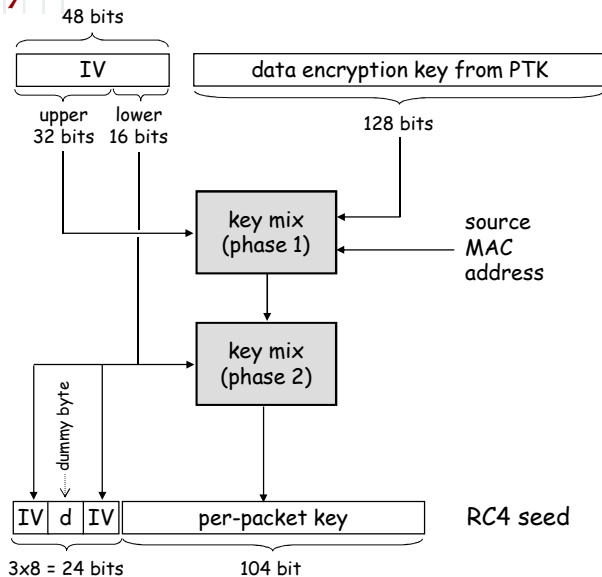 48 bits
IV
data encryption key from PTK
upper
32 bits
lower
16 bits
128 bits
key mix
(phase 1)
source
MAC
address
key mix
(phase 2)
dummy byte
IV
d
IV
per-packet key
RC4 seed
3x8 = 24 bits
104 bit